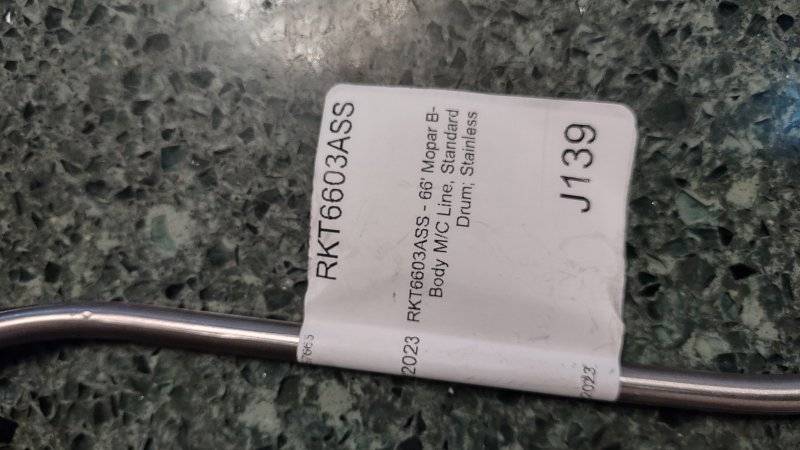 RKT6603ASS
RKT6603ASS - 66' Mopar B-
Body M/C Line, Standard
Drum; Stainless
J139
2023
2023